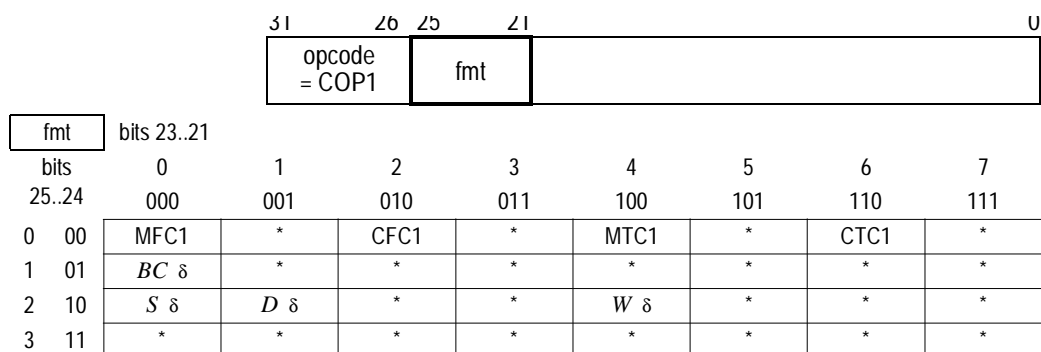 31 26 25 21 0
opcode
= COP1 fmt
fmt bits 23..21
bits 0 1 2 3 4 5 6 7
25..24 000 001 010 011 100 101 110 111
0 00 MFC1 * CFC1 * MTC1 * CTC1 *
1 01 BC δ * * * * * * *
2 10 S δ D δ * * W δ * * *
3 11 * * * * * * * *